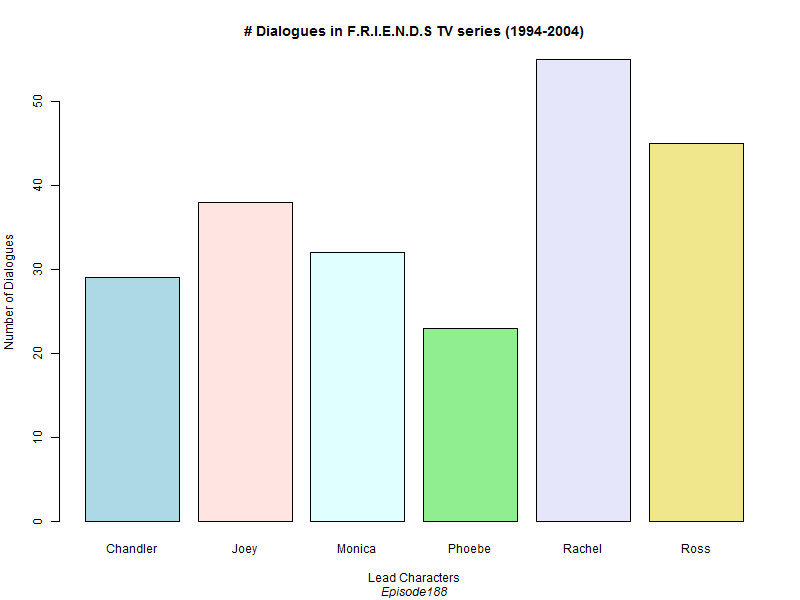 # Dialogues in F.R.I.E.N.D.S TV series (1994-2004)
Number of Dialogues
50
40
30
20
10
0
Chandler Joey Monica Phoebe Rachel Ross
Lead Characters
Episode188